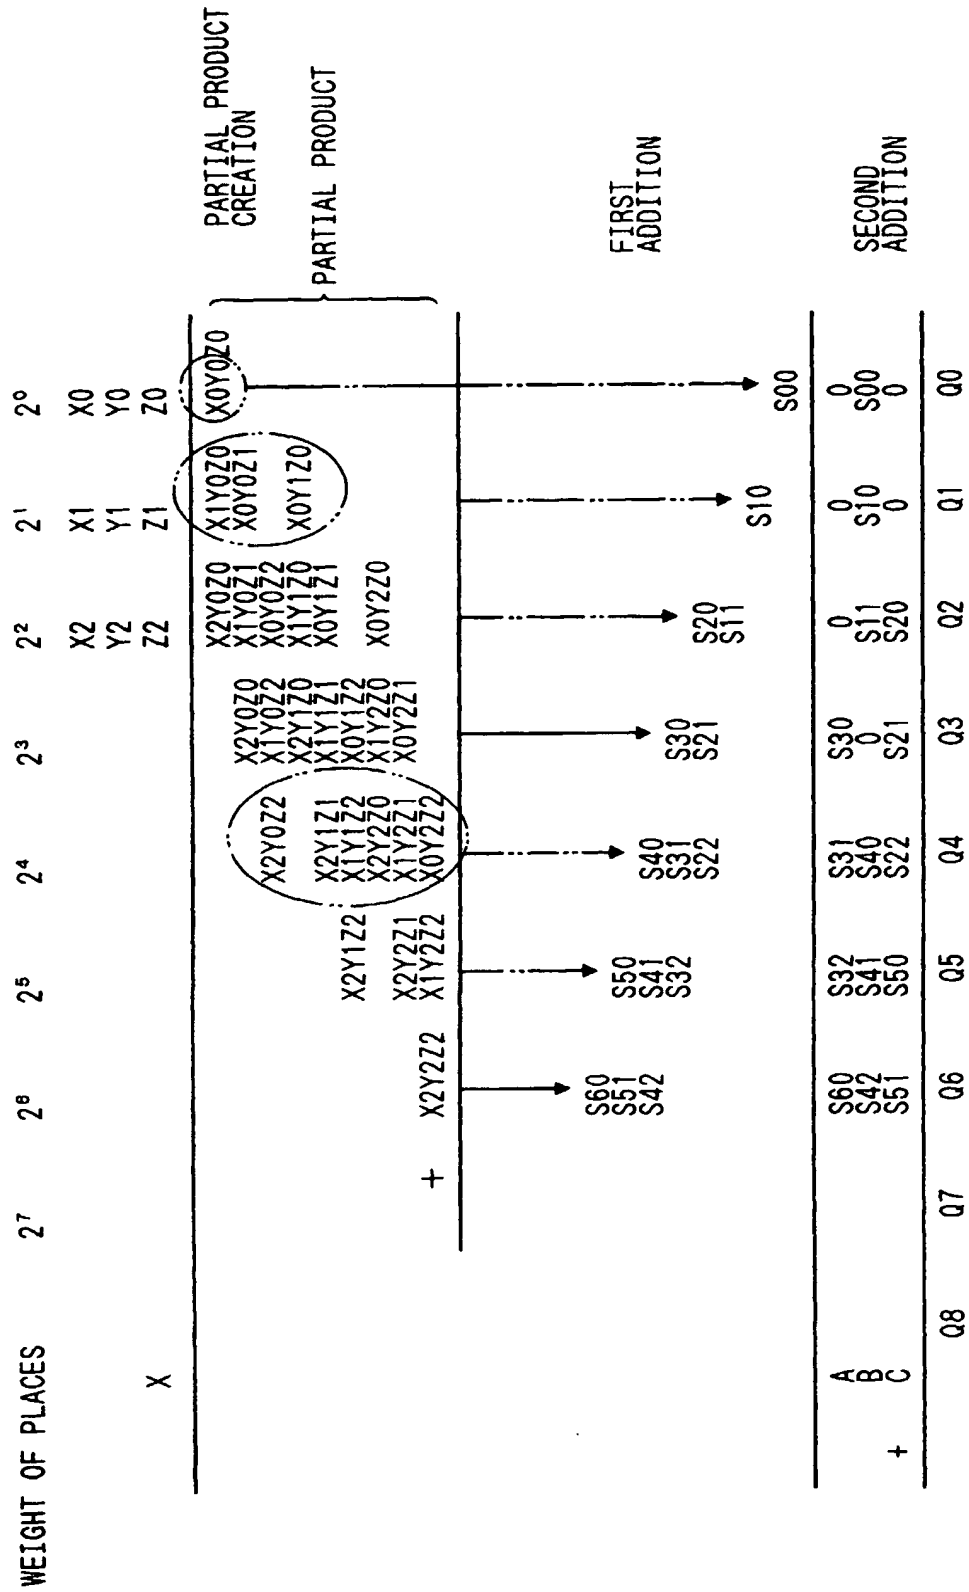 WEIGHT OF PLACES 2⁷ 2⁶ 2⁵ 2⁴ 2³ 2² 2¹ 2⁰
X2 X1 X0
Y2 Y1 Y0
X Z2 Z1 Z0
X2Y0Z0 X1Y0Z0 X0Y0Z0 PARTIAL PRODUCT
X2Y0Z0 X1Y0Z1 X0Y0Z1 CREATION
X2Y0Z2 X1Y0Z2 X0Y0Z2
X2Y1Z0 X1Y1Z0 X0Y1Z0
X2Y1Z1 X1Y1Z1 X0Y1Z1 PARTIAL PRODUCT
X2Y1Z2 X1Y1Z2 X0Y1Z2
X2Y2Z0 X1Y2Z0 X0Y2Z0
X2Y2Z1 X1Y2Z1 X0Y2Z1
+ X2Y2Z2 X1Y2Z2 X0Y2Z2
S60
S51 S50 FIRST
S42 S41 S40 ADDITION
S32 S31 S30
S22 S21 S20
S11
S10
S00
A S60 S32 S31 S30 0 0 0
B S42 S41 S40 0 S11 S10 S00 SECOND
+ C S51 S50 S22 S21 S20 0 0 ADDITION
Q8 Q7 Q6 Q5 Q4 Q3 Q2 Q1 Q0